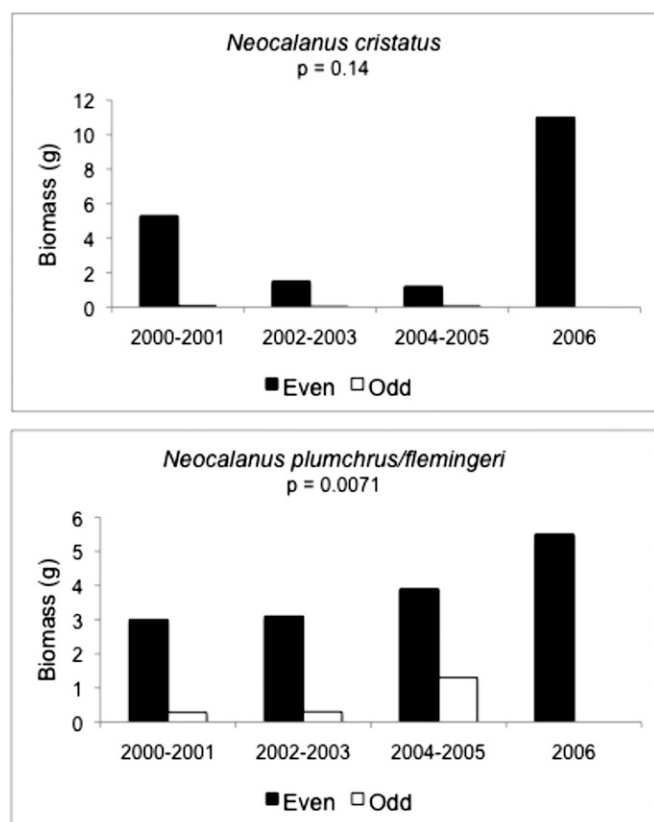 Neocalanus cristatus
p = 0.14
12
10
8
6
4
2
0
Biomass (g)
2000-2001 2002-2003 2004-2005 2006
Even Odd
Neocalanus plumchrus/flemingeri
p = 0.0071
6
5
4
3
2
1
0
Biomass (g)
2000-2001 2002-2003 2004-2005 2006
Even Odd